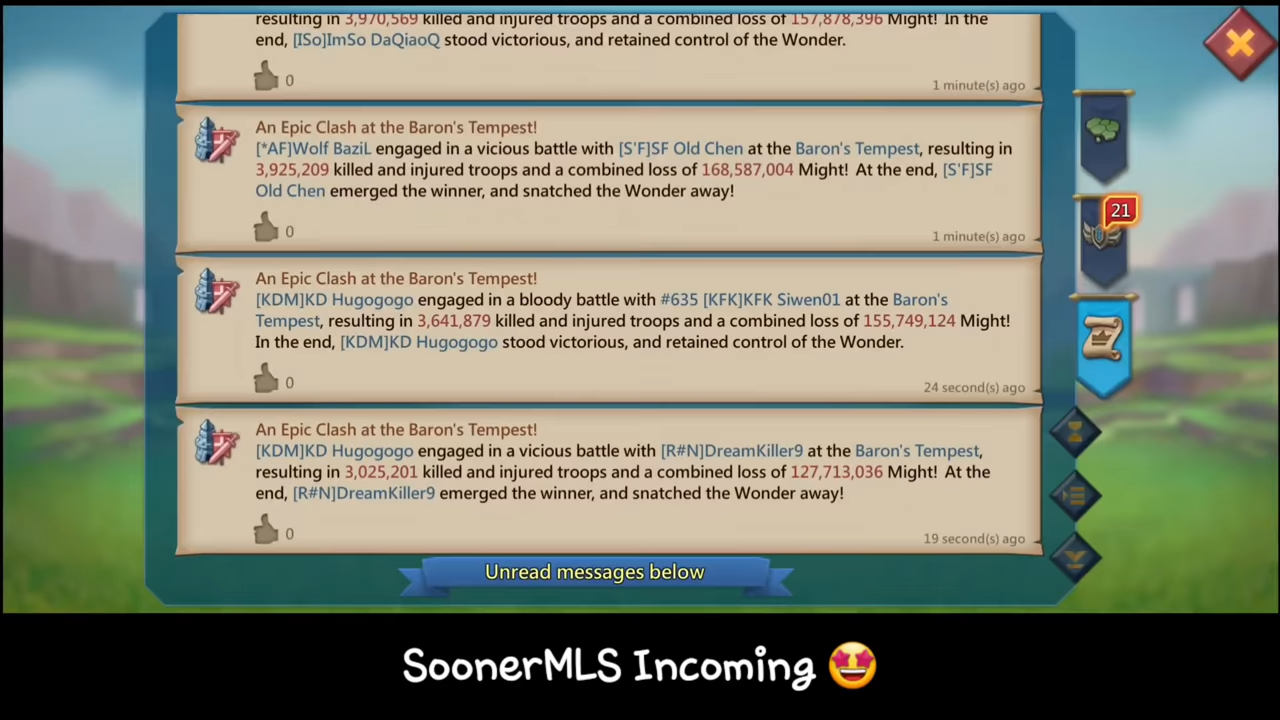 resulting in 3,970,569 killed and injured troops and a combined loss of 157,878,396 Might! In the
end, [ISo]ImSo DaQiaoQ stood victorious, and retained control of the Wonder.
0
1 minute(s) ago
An Epic Clash at the Baron's Tempest!
[*AF]Wolf BaziL engaged in a vicious battle with [S'F]SF Old Chen at the Baron's Tempest, resulting in
3,925,209 killed and injured troops and a combined loss of 168,587,004 Might! At the end, [S'F]SF
Old Chen emerged the winner, and snatched the Wonder away!
0
1 minute(s) ago
21
An Epic Clash at the Baron's Tempest!
[KDM]KD Hugogogo engaged in a bloody battle with #635 [KFK]KFK Siwen01 at the Baron's
Tempest, resulting in 3,641,879 killed and injured troops and a combined loss of 155,749,124 Might!
In the end, [KDM]KD Hugogogo stood victorious, and retained control of the Wonder.
0
24 second(s) ago
An Epic Clash at the Baron's Tempest!
[KDM]KD Hugogogo engaged in a vicious battle with [R#N]DreamKiller9 at the Baron's Tempest,
resulting in 3,025,201 killed and injured troops and a combined loss of 127,713,036 Might! At the
end, [R#N]DreamKiller9 emerged the winner, and snatched the Wonder away!
0
19 second(s) ago
Unread messages below
SoonerMLS Incoming 🤩